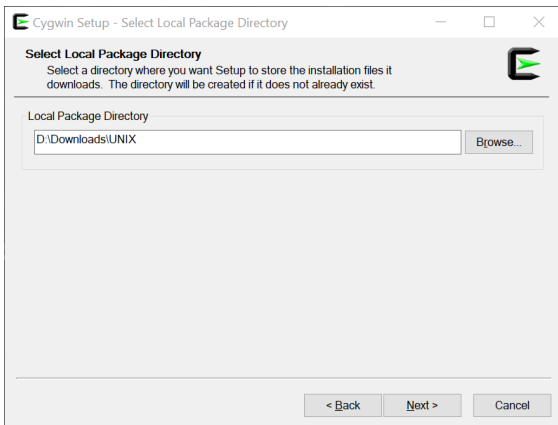 Cygwin Setup - Select Local Package Directory
Select Local Package Directory
Select a directory where you want Setup to store the installation files it
downloads. The directory will be created if it does not already exist.
Local Package Directory
D:\Downloads\UNIX
Browse...
< Back
Next >
Cancel